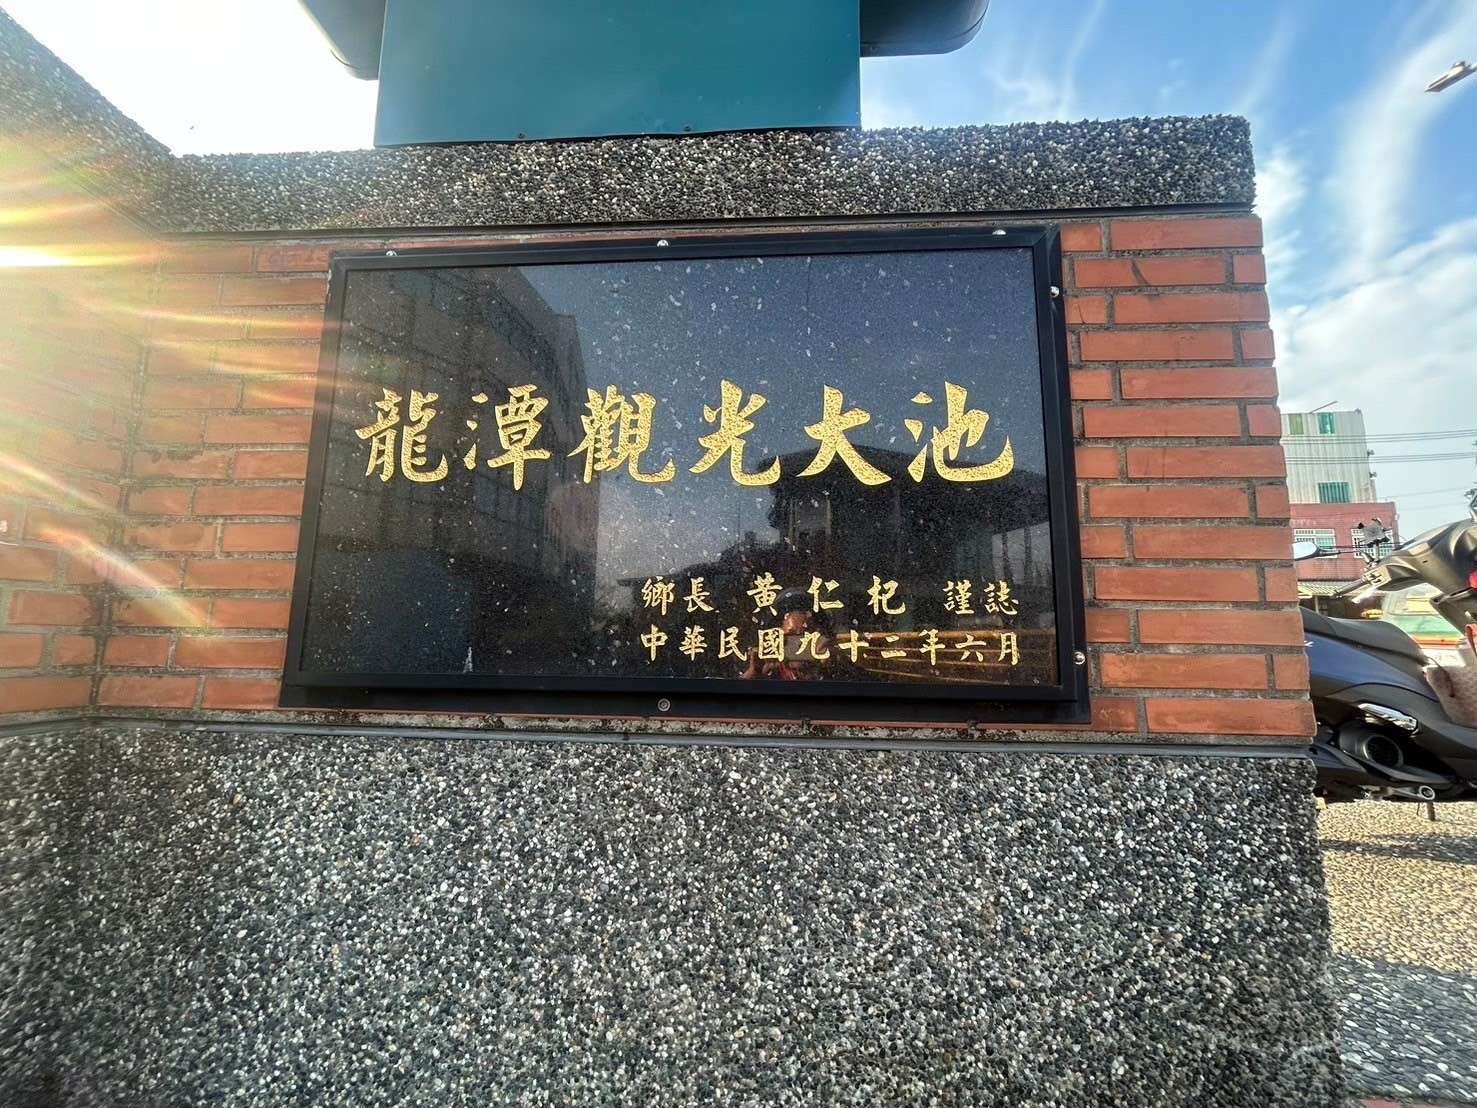 龍潭觀光大池
鄉長 黃仁杞 謹誌
中華民國九十二年六月